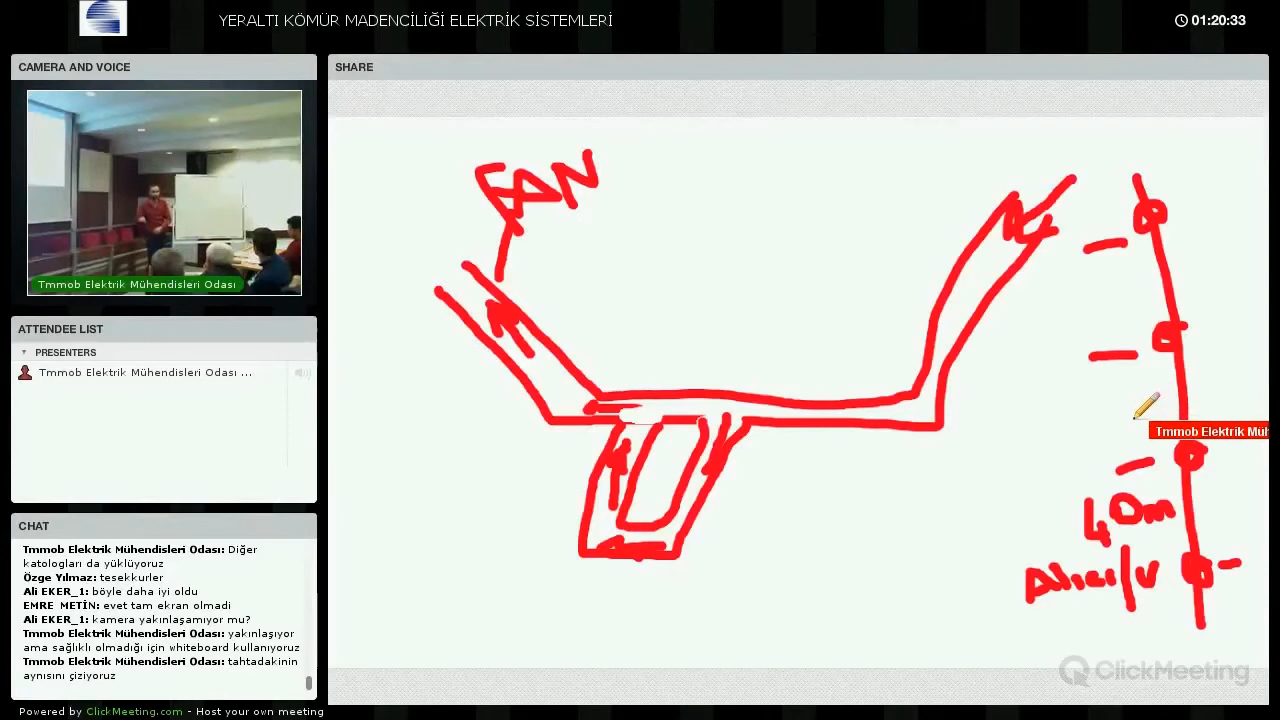 YERALTI KÖMÜR MADENCİLİĞİ ELEKTRİK SİSTEMLERİ
01:20:33
CAMERA AND VOICE
Tmmob Elektrik Mühendisleri Odası
ATTENDEE LIST
PRESENTERS
Tmmob Elektrik Mühendisleri Odası ...
CHAT
Tmmob Elektrik Mühendisleri Odası: Diğer
katologları da yüklüyoruz
Özge Yılmaz: tesekkurler
Ali EKER_1: böyle daha iyi oldu
EMRE METİN: evet tam ekran olmadi
Ali EKER_1: kamera yakınlaşamıyor mu?
Tmmob Elektrik Mühendisleri Odası: yakınlaşıyor
ama sağlıklı olmadığı için whiteboard kullanıyoruz
Tmmob Elektrik Mühendisleri Odası: tahtadakinin
aynısını çiziyoruz
Powered by ClickMeeting.com - Host your own meeting
SHARE
FAN
Tmmob Elektrik Müh
40m
Alıcı/V
ClickMeeting